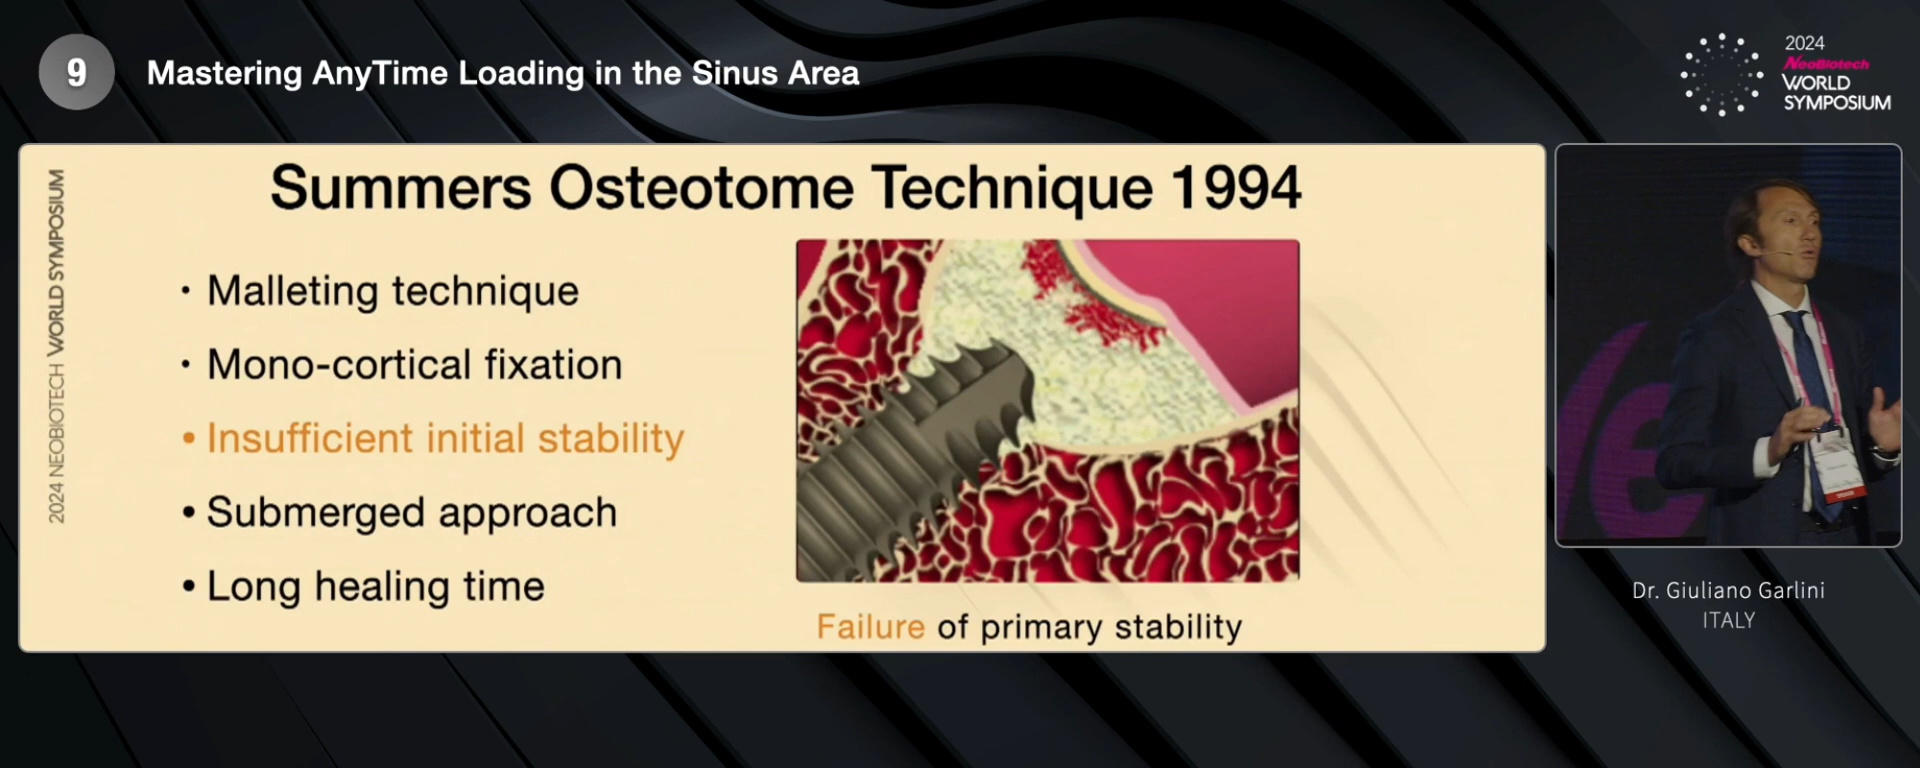 9
Mastering AnyTime Loading in the Sinus Area
2024
NeoBiotech
WORLD
SYMPOSIUM
2024 NEOBIOTECH WORLD SYMPOSIUM
Summers Osteotome Technique 1994
• Malleting technique
• Mono-cortical fixation
• Insufficient initial stability
• Submerged approach
• Long healing time
Failure of primary stability
Dr. Giuliano Garlini
ITALY